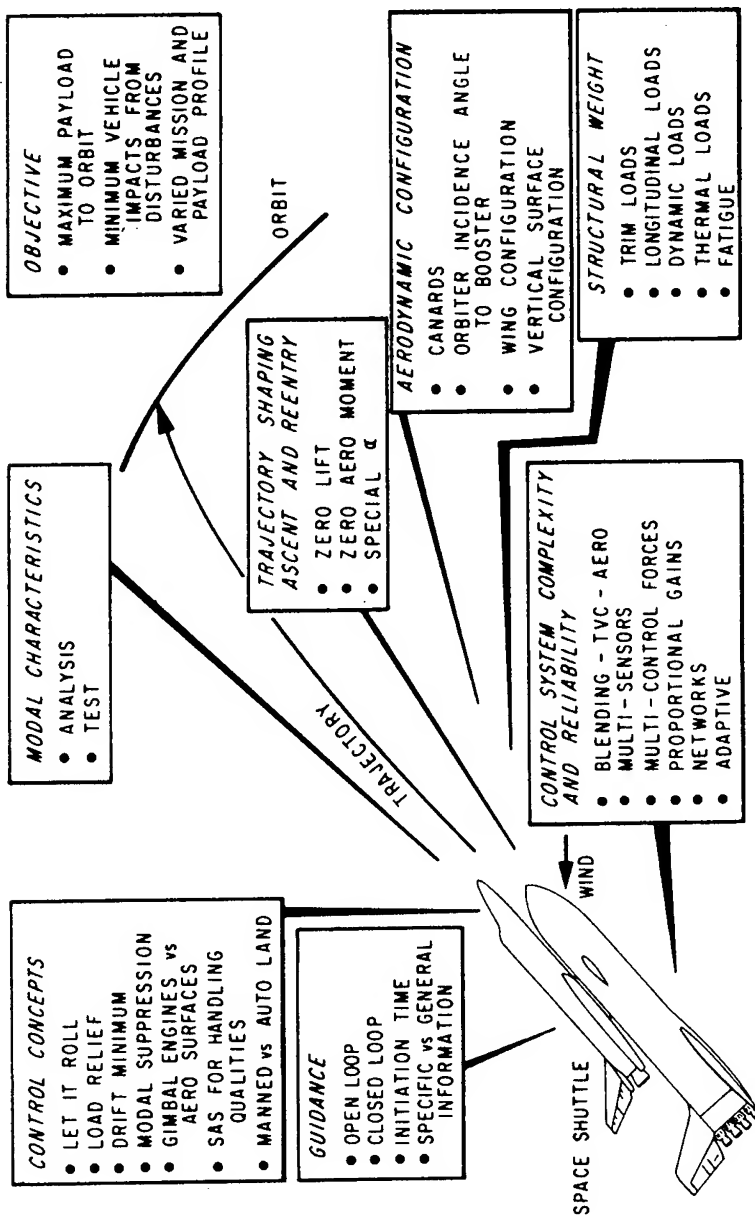 CONTROL CONCEPTS
• LET IT ROLL
• LOAD RELIEF
• DRIFT MINIMUM
• MODAL SUPPRESSION
• GIMBAL ENGINES vs
AERO SURFACES
• SAS FOR HANDLING
QUALITIES
• MANNED vs AUTO LAND
MODAL CHARACTERISTICS
• ANALYSIS
• TEST
OBJECTIVE
• MAXIMUM PAYLOAD
TO ORBIT
• MINIMUM VEHICLE
IMPACTS FROM
DISTURBANCES
• VARIED MISSION AND
PAYLOAD PROFILE
ORBIT
TRAJECTORY
TRAJECTORY SHAPING
ASCENT AND REENTRY
• ZERO LIFT
• ZERO AERO MOMENT
• SPECIAL α
GUIDANCE
• OPEN LOOP
• CLOSED LOOP
• INITIATION TIME
• SPECIFIC vs GENERAL
INFORMATION
AERODYNAMIC CONFIGURATION
• CANARDS
• ORBITER INCIDENCE ANGLE
TO BOOSTER
• WING CONFIGURATION
• VERTICAL SURFACE
CONFIGURATION
SPACE SHUTTLE
WIND
CONTROL SYSTEM COMPLEXITY
AND RELIABILITY
• BLENDING - TVC - AERO
• MULTI-SENSORS
• MULTI-CONTROL FORCES
• PROPORTIONAL GAINS
• NETWORKS
• ADAPTIVE
STRUCTURAL WEIGHT
• TRIM LOADS
• LONGITUDINAL LOADS
• DYNAMIC LOADS
• THERMAL LOADS
• FATIGUE